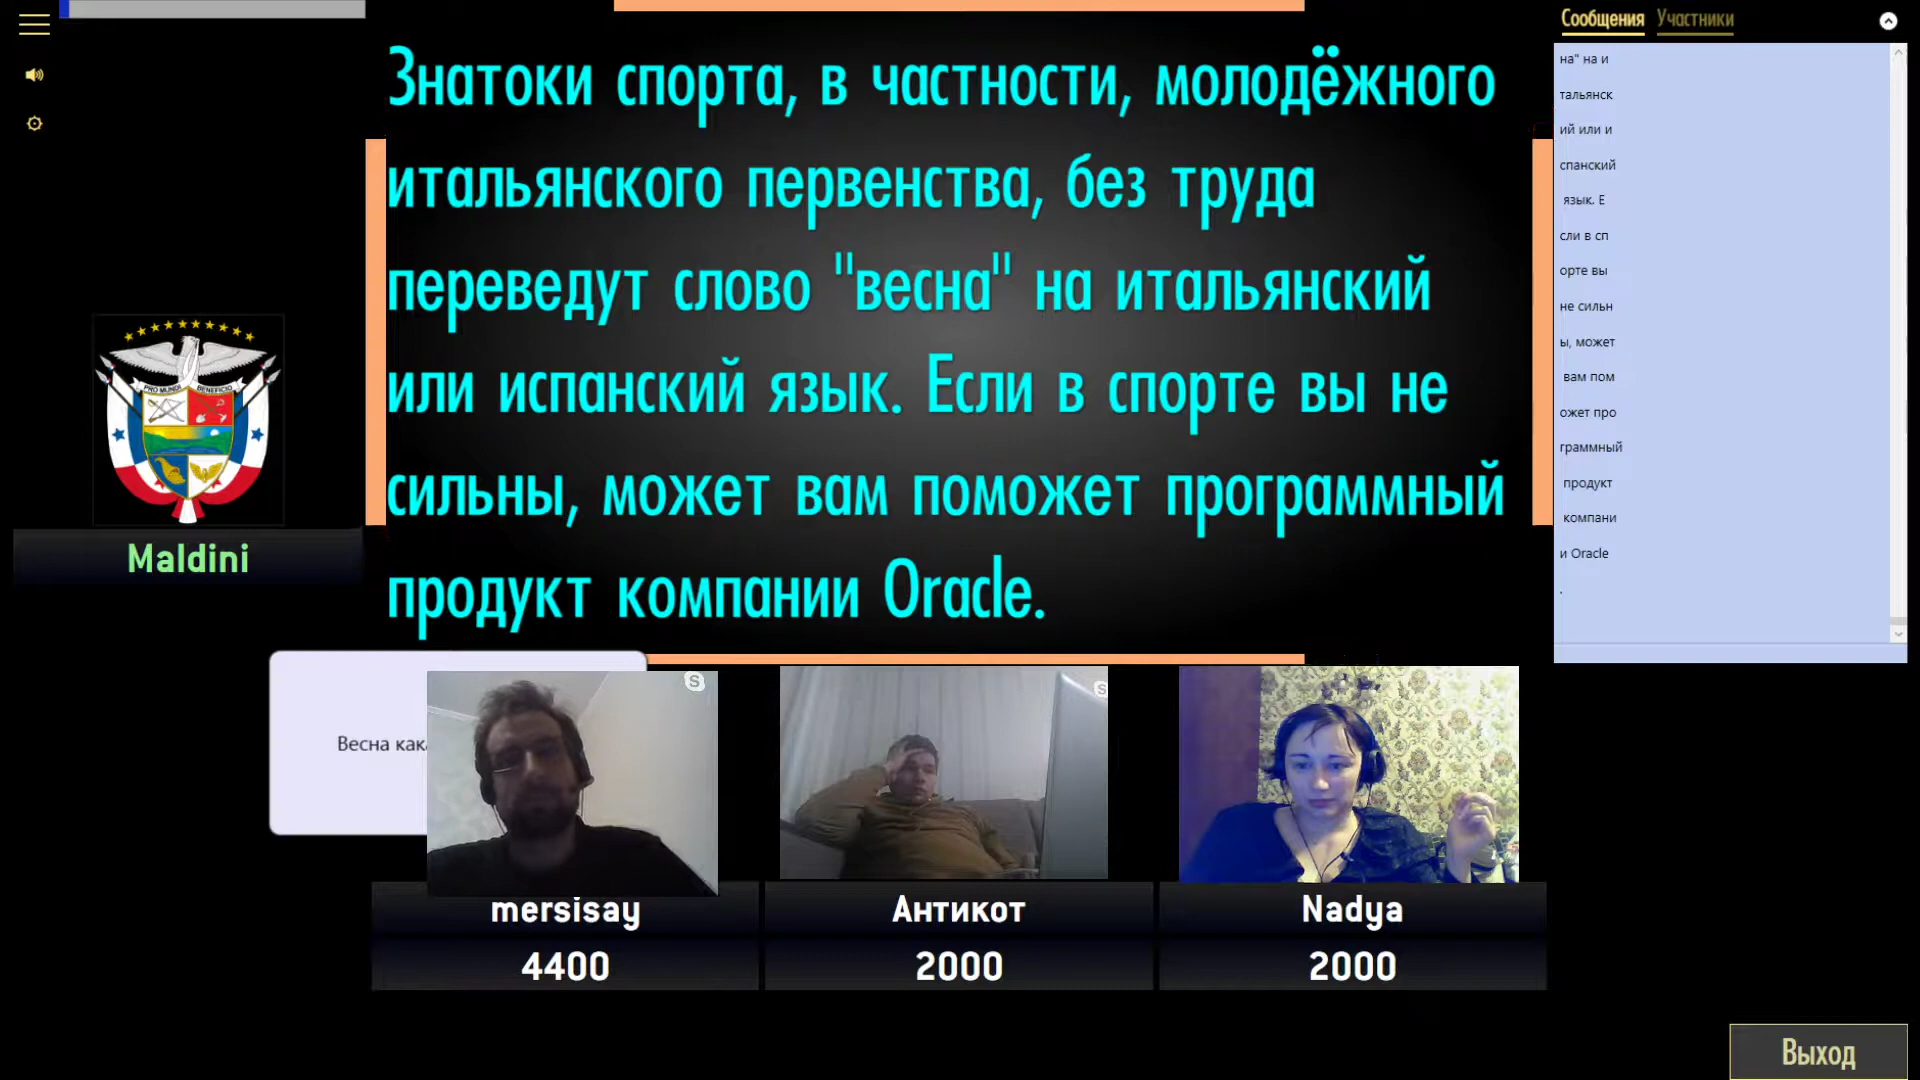 Сообщения Участники
Знатоки спорта, в частности, молодёжного
итальянского первенства, без труда
переведут слово "весна" на итальянский
или испанский язык. Если в спорте вы не
сильны, может вам поможет программный
продукт компании Oracle.
на" на и
тальянск
ий или и
спанский
язык. Е
сли в сп
орте вы
не сильн
ы, может
вам пом
ожет про
граммный
продукт
компани
и Oracle
.
PRO MUNDI BENEFICIO
Maldini
Весна
S
S
mersisay
4400
Антикот
2000
Nadya
2000
Выход